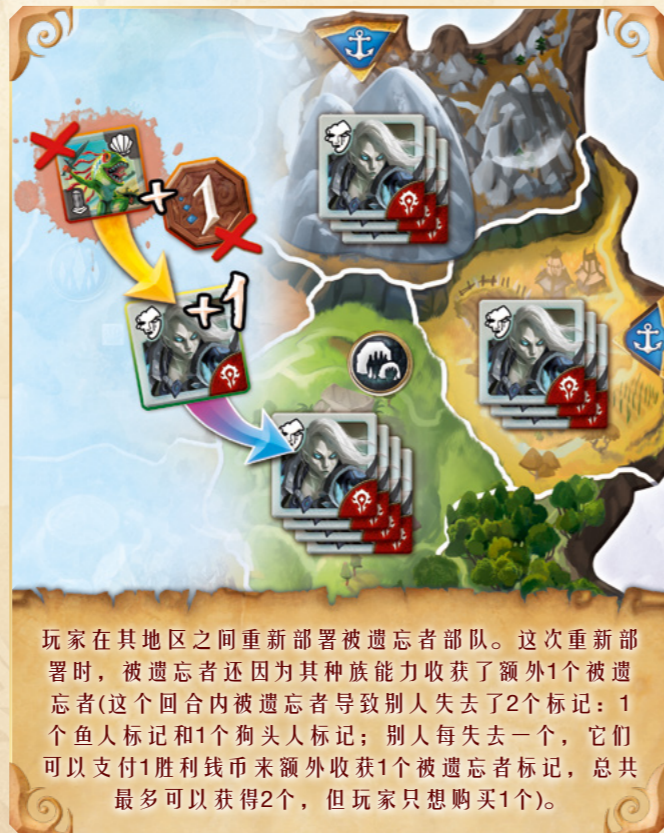 1
+
+1
玩家在其地区之间重新部署被遗忘者部队。这次重新部
署时，被遗忘者还因为其种族能力收获了额外1个被遗
忘者(这个回合内被遗忘者导致别人失去了2个标记：1
个鱼人标记和1个狗头人标记；别人每失去一个，它们
可以支付1胜利钱币来额外收获1个被遗忘者标记，总共
最多可以获得2个，但玩家只想购买1个)。